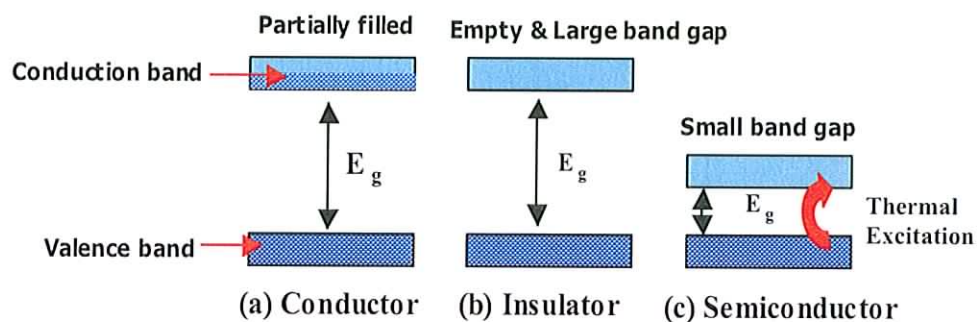 Partially filled
Empty & Large band gap
Conduction band
Small band gap
E g
E g
E g
Thermal
Excitation
Valence band
(a) Conductor
(b) Insulator
(c) Semiconductor